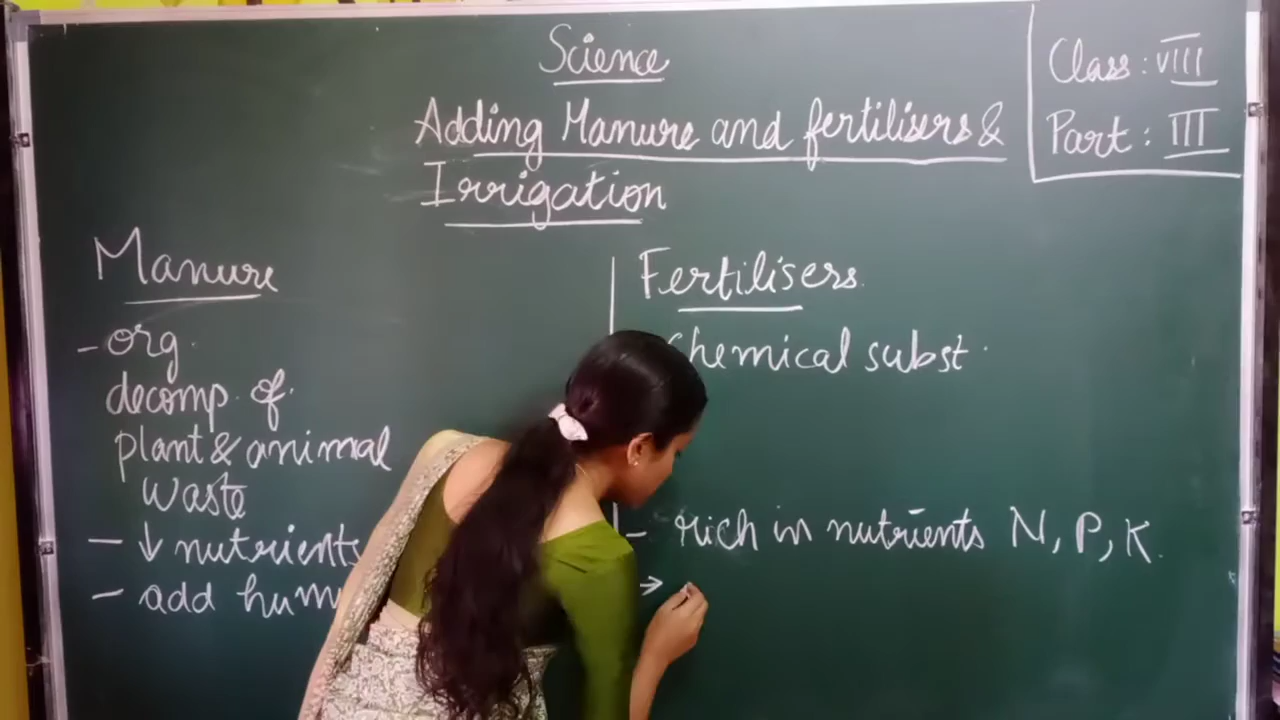 Science
Adding Manure and fertilisers &
Irrigation
Class : VIII
Part : III
Manure
- org.
decomp. of
plant & animal
waste
- ↓ nutrients
- add hum
Fertilisers
Chemical subst.
- rich in nutrients N, P, K.
→